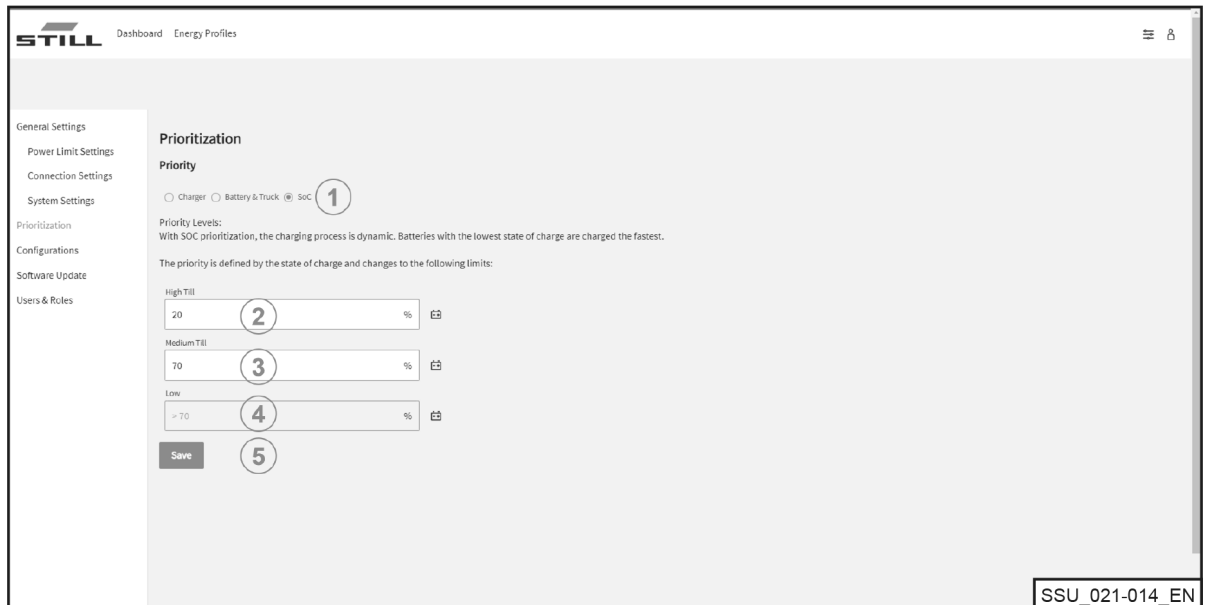 STILL
Dashboard Energy Profiles
General Settings
Power Limit Settings
Connection Settings
System Settings
Prioritization
Configurations
Software Update
Users & Roles
Prioritization
Priority
Charger Battery & Truck SoC 1
Priority Levels:
With SOC prioritization, the charging process is dynamic. Batteries with the lowest state of charge are charged the fastest.
The priority is defined by the state of charge and changes to the following limits:
High Till
20 2 %
Medium Till
70 3 %
Low
> 70 4 %
Save 5
SSU_021-014_EN